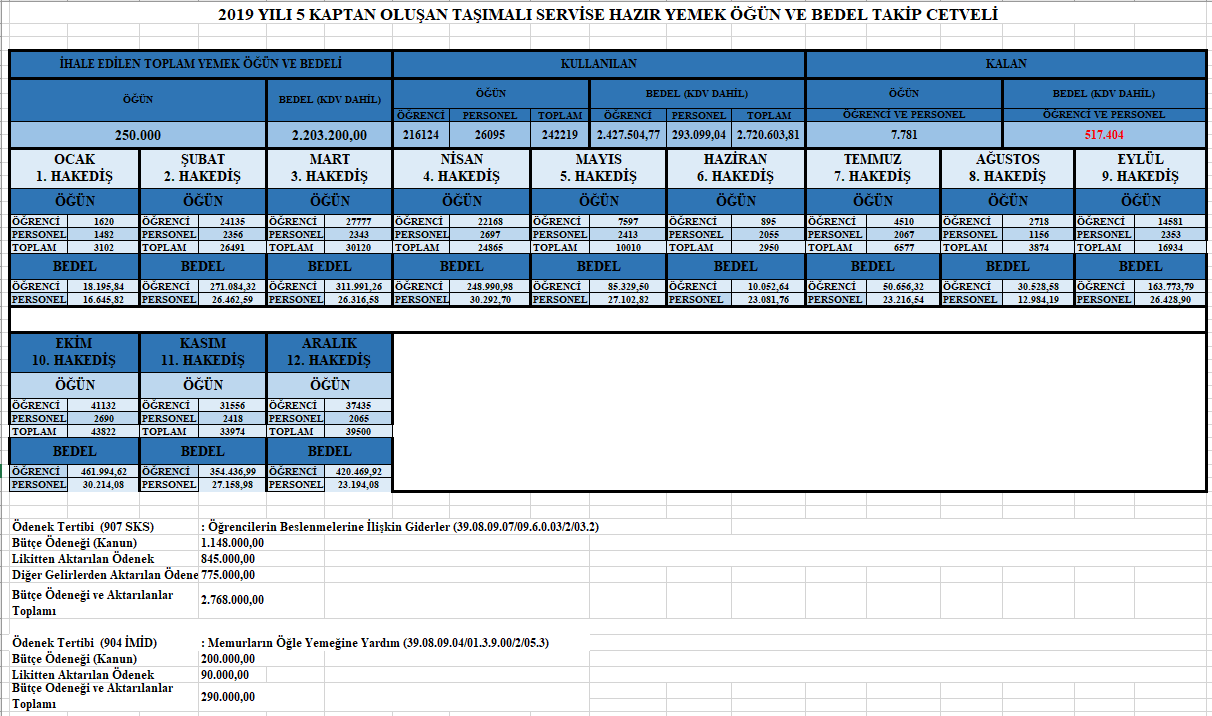 2019 YILI 5 KAPTAN OLUŞAN TAŞIMALI SERVİSE HAZIR YEMEK ÖĞÜN VE BEDEL TAKİP CETVELİ
İHALE EDİLEN TOPLAM YEMEK ÖĞÜN VE BEDELİ KULLANILAN KALAN
ÖĞÜN BEDEL (KDV DAHİL) ÖĞÜN BEDEL (KDV DAHİL) ÖĞÜN BEDEL (KDV DAHİL)
ÖĞRENCİ PERSONEL TOPLAM ÖĞRENCİ PERSONEL TOPLAM ÖĞRENCİ VE PERSONEL ÖĞRENCİ VE PERSONEL
250.000 2.203.200,00 216124 26095 242219 2.427.504,77 293.099,04 2.720.603,81 7.781 517.404
OCAK ŞUBAT MART NİSAN MAYIS HAZİRAN TEMMUZ AĞUSTOS EYLÜL
1. HAKEDİŞ 2. HAKEDİŞ 3. HAKEDİŞ 4. HAKEDİŞ 5. HAKEDİŞ 6. HAKEDİŞ 7. HAKEDİŞ 8. HAKEDİŞ 9. HAKEDİŞ
ÖĞÜN ÖĞÜN ÖĞÜN ÖĞÜN ÖĞÜN ÖĞÜN ÖĞÜN ÖĞÜN ÖĞÜN
ÖĞRENCİ 1620 ÖĞRENCİ 24135 ÖĞRENCİ 27777 ÖĞRENCİ 22168 ÖĞRENCİ 7597 ÖĞRENCİ 895 ÖĞRENCİ 4510 ÖĞRENCİ 2718 ÖĞRENCİ 14581
PERSONEL 1482 PERSONEL 2356 PERSONEL 2343 PERSONEL 2697 PERSONEL 2413 PERSONEL 2055 PERSONEL 2067 PERSONEL 1156 PERSONEL 2353
TOPLAM 3102 TOPLAM 26491 TOPLAM 30120 TOPLAM 24865 TOPLAM 10010 TOPLAM 2950 TOPLAM 6577 TOPLAM 3874 TOPLAM 16934
BEDEL BEDEL BEDEL BEDEL BEDEL BEDEL BEDEL BEDEL BEDEL
ÖĞRENCİ 18.195,84 ÖĞRENCİ 271.084,32 ÖĞRENCİ 311.991,26 ÖĞRENCİ 248.990,98 ÖĞRENCİ 85.329,50 ÖĞRENCİ 10.052,64 ÖĞRENCİ 50.656,32 ÖĞRENCİ 30.528,58 ÖĞRENCİ 163.773,79
PERSONEL 16.645,82 PERSONEL 26.462,59 PERSONEL 26.316,58 PERSONEL 30.292,70 PERSONEL 27.102,82 PERSONEL 23.081,76 PERSONEL 23.216,54 PERSONEL 12.984,19 PERSONEL 26.428,90
EKİM KASIM ARALIK
10. HAKEDİŞ 11. HAKEDİŞ 12. HAKEDİŞ
ÖĞÜN ÖĞÜN ÖĞÜN
ÖĞRENCİ 41132 ÖĞRENCİ 31556 ÖĞRENCİ 37435
PERSONEL 2690 PERSONEL 2418 PERSONEL 2065
TOPLAM 43822 TOPLAM 33974 TOPLAM 39500
BEDEL BEDEL BEDEL
ÖĞRENCİ 461.994,62 ÖĞRENCİ 354.436,99 ÖĞRENCİ 420.469,92
PERSONEL 30.214,08 PERSONEL 27.158,98 PERSONEL 23.194,08
Ödenek Tertibi (907 SKS) : Öğrencilerin Beslenmelerine İlişkin Giderler (39.08.09.07/09.6.0.03/2/03.2)
Bütçe Ödeneği (Kanun) 1.148.000,00
Likitten Aktarılan Ödenek 845.000,00
Diğer Gelirlerden Aktarılan Ödene 775.000,00
Bütçe Ödeneği ve Aktarılanlar
Toplamı 2.768.000,00
Ödenek Tertibi (904 İMİD) : Memurların Öğle Yemeğine Yardım (39.08.09.04/01.3.9.00/2/05.3)
Bütçe Ödeneği (Kanun) 200.000,00
Likitten Aktarılan Ödenek 90.000,00
Bütçe Ödeneği ve Aktarılanlar
Toplamı 290.000,00